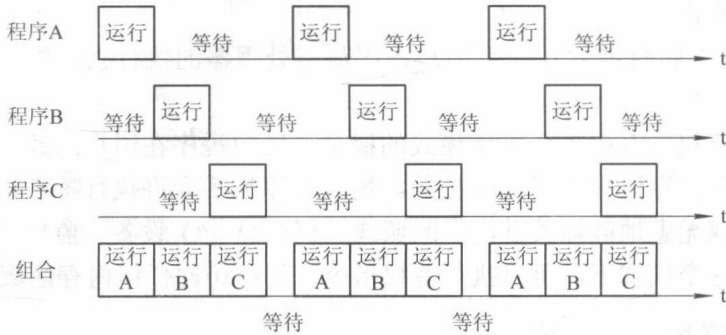 程序A 运行 等待 运行 等待 运行 等待 t
程序B 等待 运行 等待 运行 等待 运行 等待 t
程序C 等待 运行 等待 运行 等待 运行 t
组合 运行 A 运行 B 运行 C 运行 A 运行 B 运行 C 运行 A 运行 B 运行 C t
等待 等待